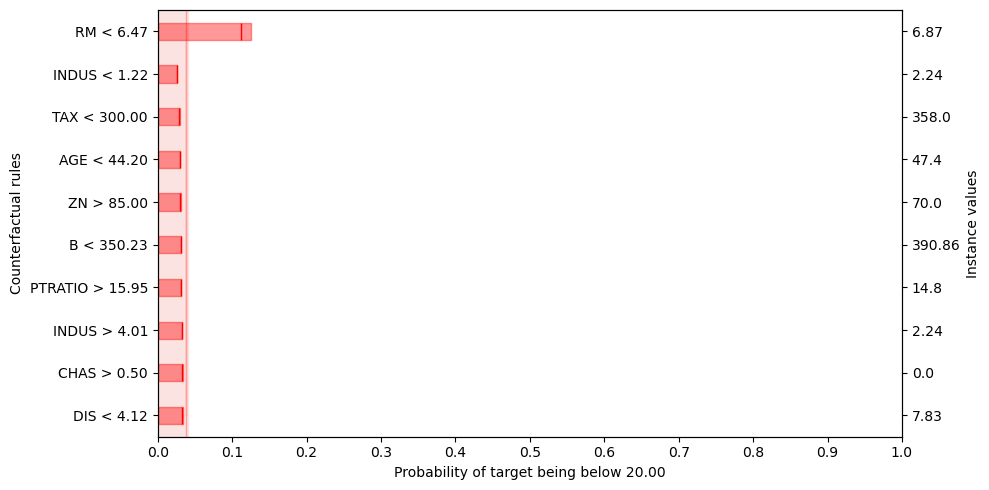 RM < 6.47
INDUS < 1.22
TAX < 300.00
AGE < 44.20
ZN > 85.00
B < 350.23
PTRATIO > 15.95
INDUS > 4.01
CHAS > 0.50
DIS < 4.12
Counterfactual rules
6.87
2.24
358.0
47.4
70.0
390.86
14.8
2.24
0.0
7.83
Instance values
0.0 0.1 0.2 0.3 0.4 0.5 0.6 0.7 0.8 0.9 1.0
Probability of target being below 20.00